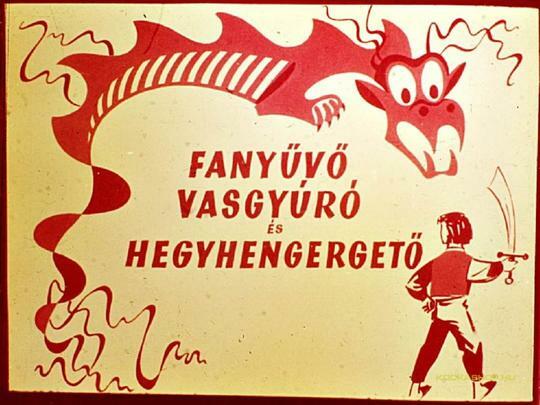 FANYŰVŐ
VASGYÚRÓ
ÉS
HEGYHENGERGETŐ